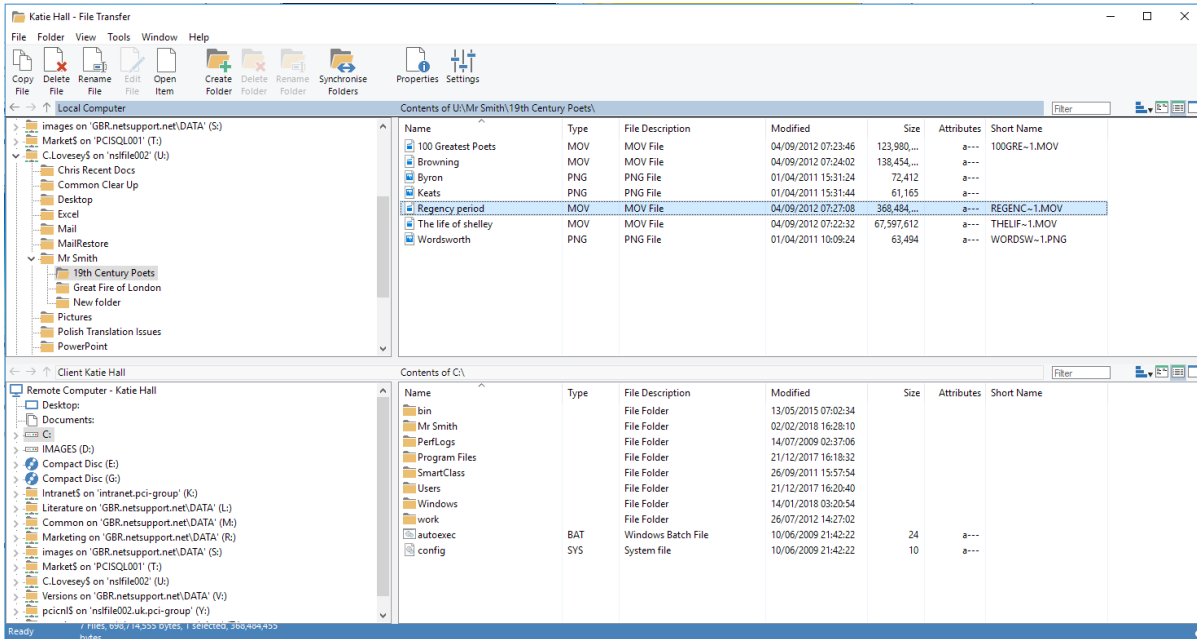 Katie Hall - File Transfer
File Folder View Tools Window Help
Copy File Delete File Rename File Edit File Open Item Create Folder Delete Folder Rename Folder Synchronise Folders Properties Settings
Local Computer Contents of U:\Mr Smith\19th Century Poets\ Filter
images on 'GBR.netsupport.net\DATA' (S:)
Market$ on 'PCISQL001' (T:)
C.Lovesey$ on 'nslfile002' (U:)
Chris Recent Docs
Common Clear Up
Desktop
Excel
Mail
MailRestore
Mr Smith
19th Century Poets
Great Fire of London
New folder
Pictures
Polish Translation Issues
PowerPoint
Name Type File Description Modified Size Attributes Short Name
100 Greatest Poets MOV MOV File 04/09/2012 07:23:46 123,980,... a--- 100GRE~1.MOV
Browning MOV MOV File 04/09/2012 07:24:02 138,454,... a---
Byron PNG PNG File 01/04/2011 15:31:24 72,412 a---
Keats PNG PNG File 01/04/2011 15:31:44 61,165 a---
Regency period MOV MOV File 04/09/2012 07:27:08 368,484,... a--- REGENC~1.MOV
The life of shelley MOV MOV File 04/09/2012 07:22:32 67,597,612 a--- THELIF~1.MOV
Wordsworth PNG PNG File 01/04/2011 10:09:24 63,494 a--- WORDSW~1.PNG
Client Katie Hall Contents of C:\ Filter
Remote Computer - Katie Hall
Desktop:
Documents:
C:
IMAGES (D:)
Compact Disc (E:)
Compact Disc (G:)
Intranet$ on 'intranet.pci-group' (K:)
Literature on 'GBR.netsupport.net\DATA' (L:)
Common on 'GBR.netsupport.net\DATA' (M:)
Marketing on 'GBR.netsupport.net\DATA' (R:)
images on 'GBR.netsupport.net\DATA' (S:)
Market$ on 'PCISQL001' (T:)
C.Lovesey$ on 'nslfile002' (U:)
Versions on 'GBR.netsupport.net\DATA' (V:)
pcicnl$ on 'nslfile002.uk.pci-group' (Y:)
Name Type File Description Modified Size Attributes Short Name
bin File Folder 13/05/2015 07:02:34
Mr Smith File Folder 02/02/2018 16:28:10
PerfLogs File Folder 14/07/2009 02:37:06
Program Files File Folder 21/12/2017 16:18:32
SmartClass File Folder 26/09/2011 15:57:54
Users File Folder 21/12/2017 16:20:40
Windows File Folder 14/01/2018 03:20:54
work File Folder 26/07/2012 14:27:02
autoexec BAT Windows Batch File 10/06/2009 21:42:22 24 a---
config SYS System file 10/06/2009 21:42:22 10 a---
Ready 7 Files, 698,714,555 bytes, 1 selected, 368,484,455
bytes